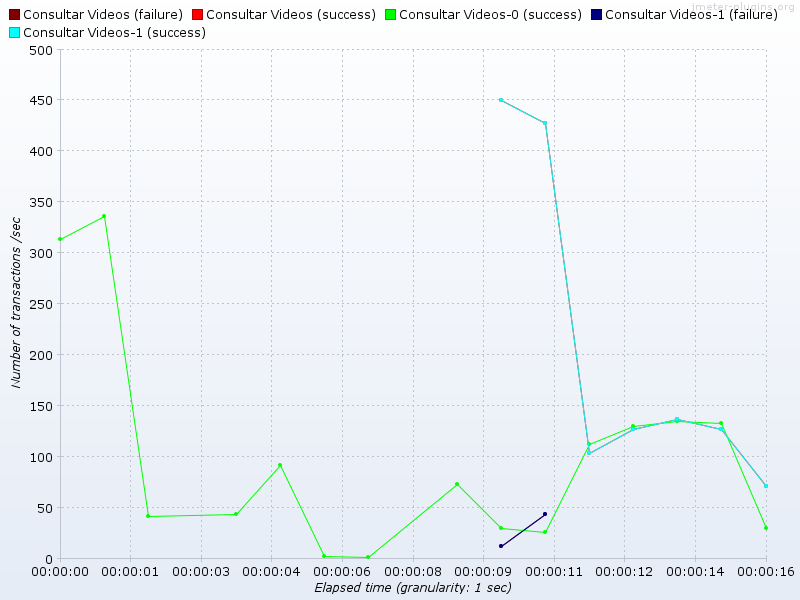 jmeter-plugins.org
Consultar Videos (failure) Consultar Videos (success) Consultar Videos-0 (success) Consultar Videos-1 (failure)
Consultar Videos-1 (success)
500
450
400
350
300
250
200
150
100
50
0
Number of transactions /sec
00:00:00 00:00:01 00:00:03 00:00:04 00:00:06 00:00:08 00:00:09 00:00:11 00:00:12 00:00:14 00:00:16
Elapsed time (granularity: 1 sec)